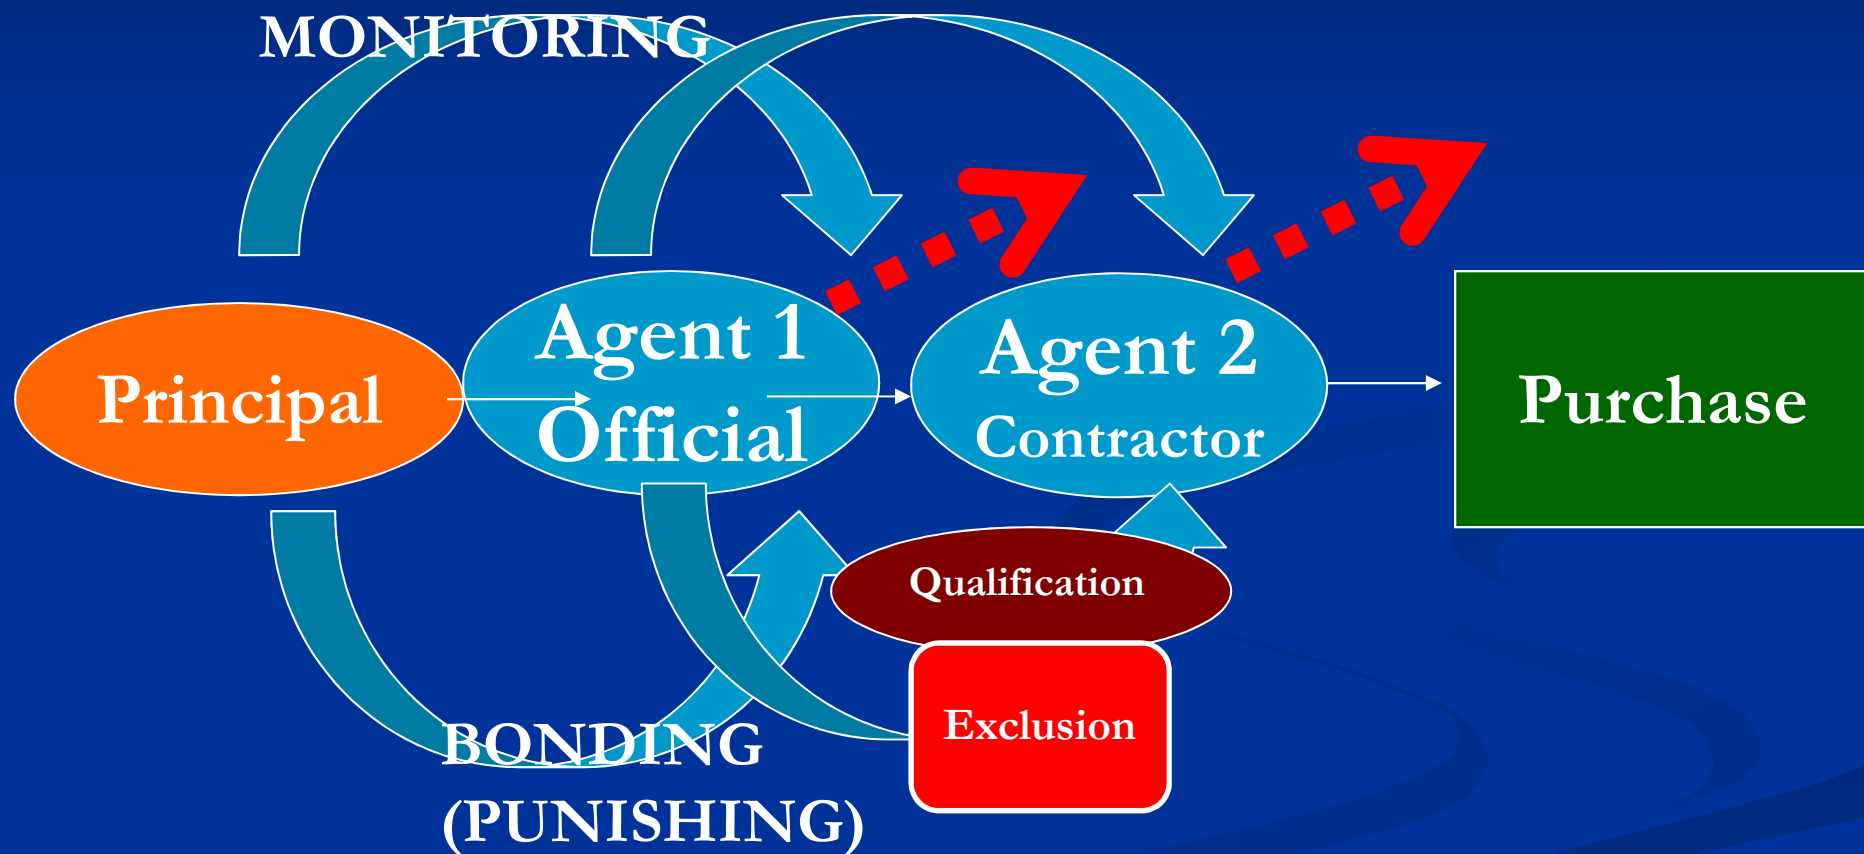 MONITORING
Principal
Agent 1
Official
Agent 2
Contractor
Purchase
Qualification
Exclusion
BONDING
(PUNISHING)